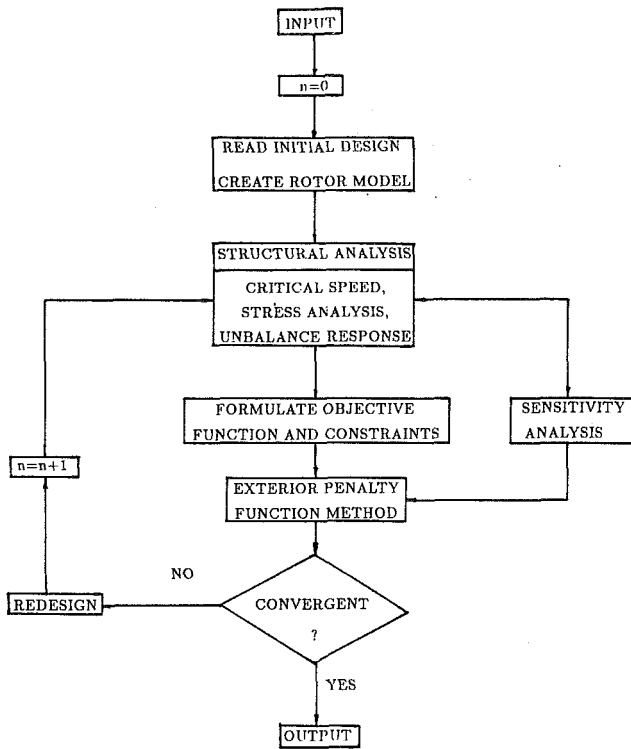 INPUT
n=0
READ INITIAL DESIGN
CREATE ROTOR MODEL
STRUCTURAL ANALYSIS
CRITICAL SPEED,
STRESS ANALYSIS,
UNBALANCE RESPONSE
FORMULATE OBJECTIVE
FUNCTION AND CONSTRAINTS
SENSITIVITY
ANALYSIS
n=n+1
EXTERIOR PENALTY
FUNCTION METHOD
NO
REDESIGN
CONVERGENT
?
YES
OUTPUT